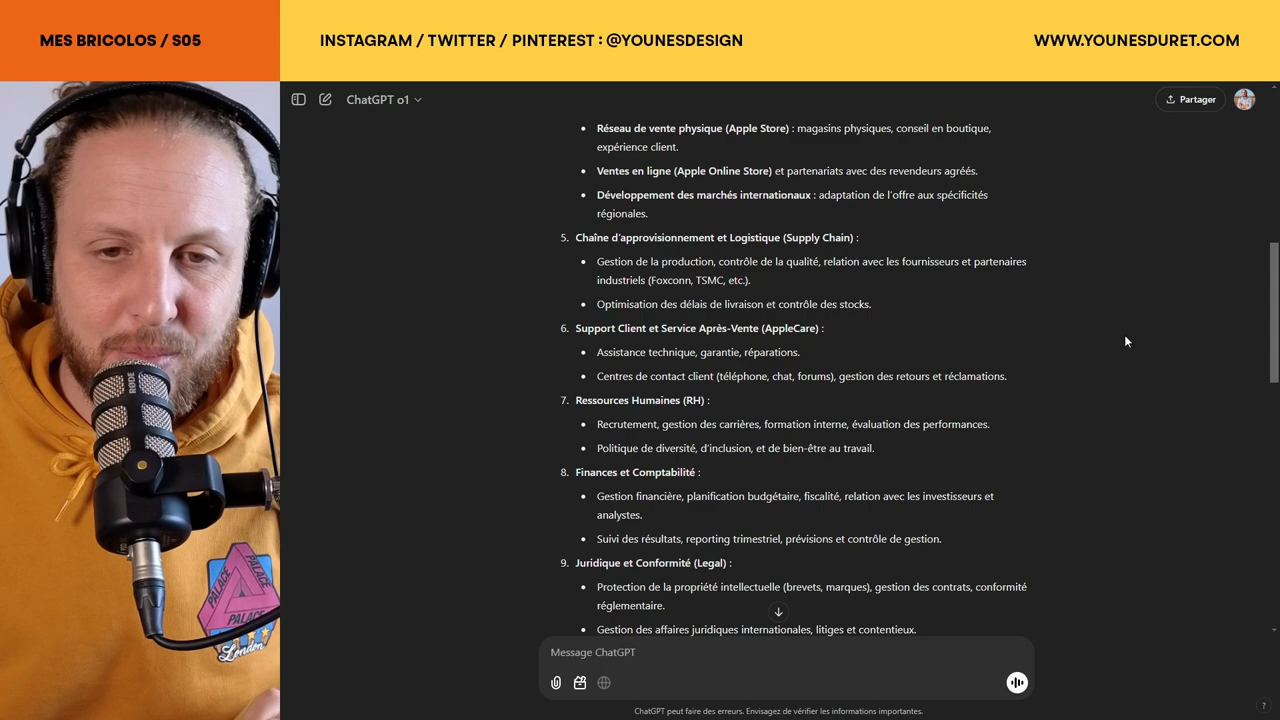 MES BRICOLOS / S05
INSTAGRAM / TWITTER / PINTEREST : @YOUNESDESIGN
WWW.YOUNESDURET.COM
ChatGPT o1
Partager
Réseau de vente physique (Apple Store) : magasins physiques, conseil en boutique,
expérience client.
Ventes en ligne (Apple Online Store) et partenariats avec des revendeurs agréés.
Développement des marchés internationaux : adaptation de l'offre aux spécificités
régionales.
5. Chaîne d'approvisionnement et Logistique (Supply Chain) :
Gestion de la production, contrôle de la qualité, relation avec les fournisseurs et partenaires
industriels (Foxconn, TSMC, etc.).
Optimisation des délais de livraison et contrôle des stocks.
6. Support Client et Service Après-Vente (AppleCare) :
Assistance technique, garantie, réparations.
Centres de contact client (téléphone, chat, forums), gestion des retours et réclamations.
7. Ressources Humaines (RH) :
Recrutement, gestion des carrières, formation interne, évaluation des performances.
Politique de diversité, d'inclusion, et de bien-être au travail.
8. Finances et Comptabilité :
Gestion financière, planification budgétaire, fiscalité, relation avec les investisseurs et
analystes.
Suivi des résultats, reporting trimestriel, prévisions et contrôle de gestion.
9. Juridique et Conformité (Legal) :
Protection de la propriété intellectuelle (brevets, marques), gestion des contrats, conformité
réglementaire.
Gestion des affaires juridiques internationales, litiges et contentieux.
Message ChatGPT
ChatGPT peut faire des erreurs. Envisagez de vérifier les informations importantes.
?
RØDE
PALACE
PALACE
PALACE
London